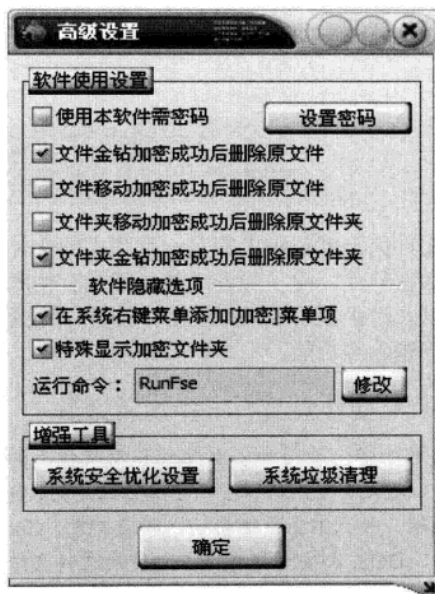 高级设置
软件使用设置
使用本软件需密码 设置密码
文件金钻加密成功后删除原文件
文件移动加密成功后删除原文件
文件夹移动加密成功后删除原文件夹
文件夹金钻加密成功后删除原文件夹
软件隐藏选项
在系统右键菜单添加[加密]菜单项
特殊显示加密文件夹
运行命令： RunFse 修改
增强工具
系统安全优化设置 系统垃圾清理
确定